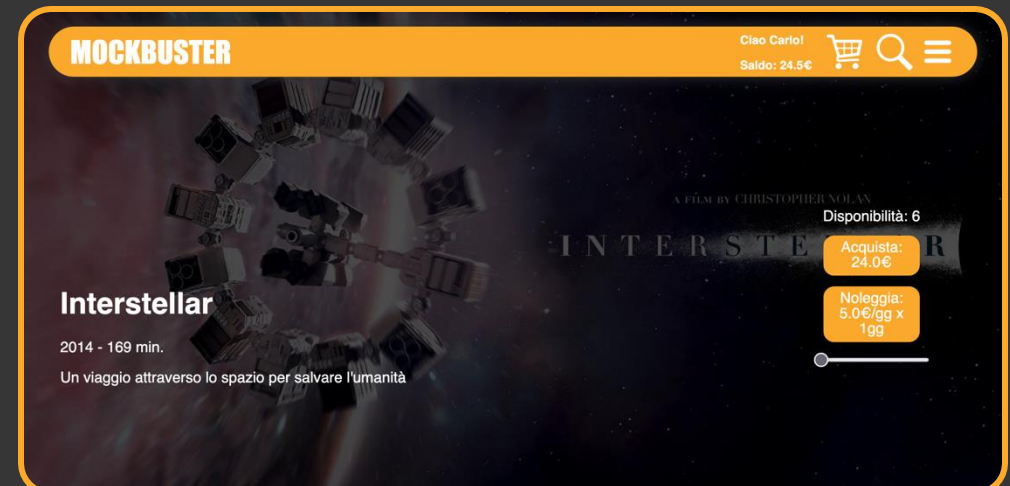 MOCKBUSTER
Ciao Carlo!
Saldo: 24.5€
A FILM BY CHRISTOPHER NOLAN
Disponibilità: 6
INTERSTE R
Acquista:
24.0€
Noleggia:
5.0€/gg x
1gg
Interstellar
2014 - 169 min.
Un viaggio attraverso lo spazio per salvare l'umanità